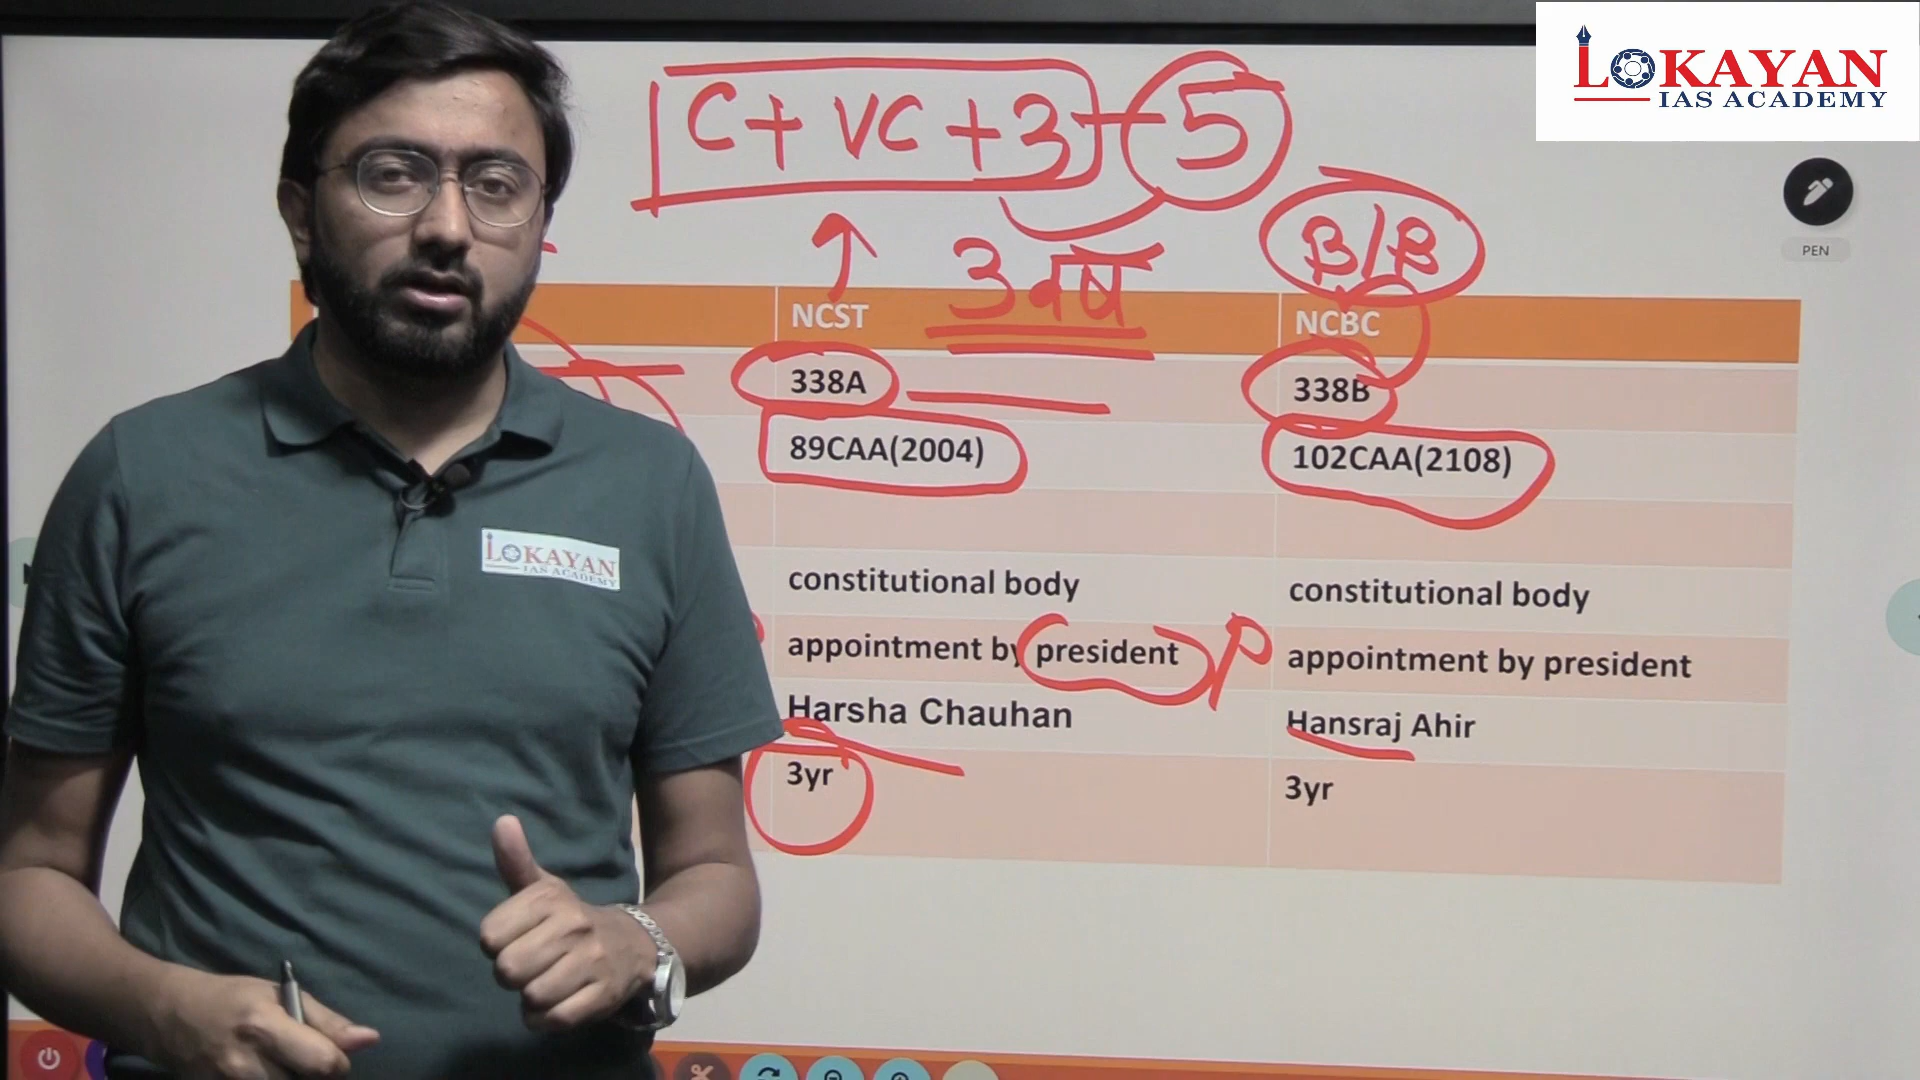 LOKAYAN
IAS ACADEMY
C + VC + 3 - 5
3 वर्ष
B/B
PEN
NCST
NCBC
338A
338B
89CAA(2004)
102CAA(2108)
constitutional body
constitutional body
appointment by president
P
appointment by president
Harsha Chauhan
Hansraj Ahir
3yr
3yr
LOKAYAN
IAS ACADEMY